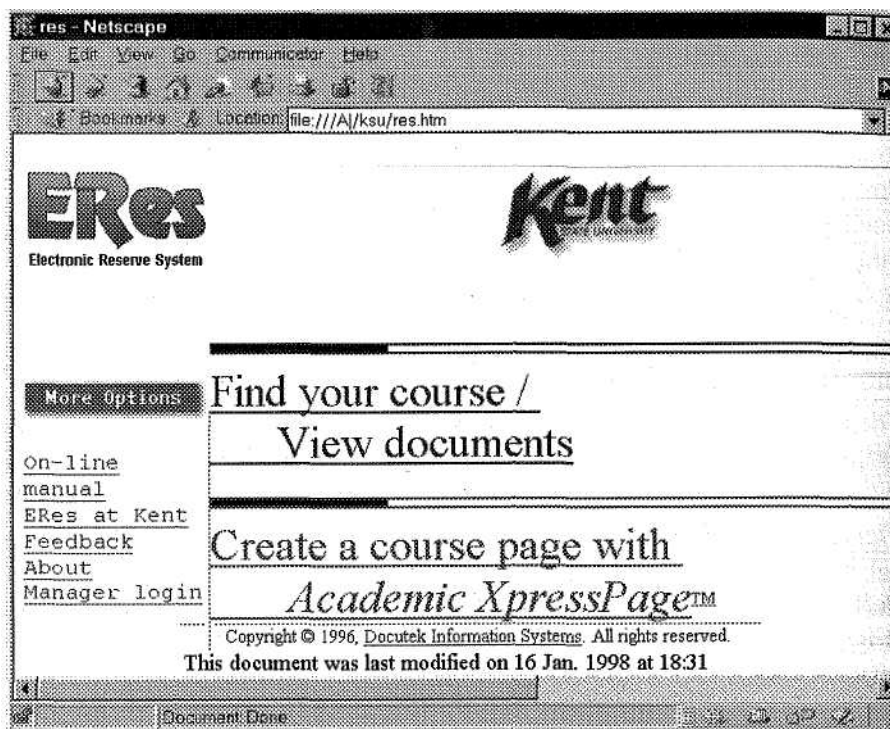 res - Netscape
File Edit View Go Communicator Help
Bookmarks Location: file:///A|/ksu/res.htm
ERes
Electronic Reserve System
Kent
STATE UNIVERSITY
More Options
On-line
manual
ERes at Kent
Feedback
About
Manager login
Find your course /
View documents
Create a course page with
Academic XpressPage™
Copyright © 1996, Docutek Information Systems. All rights reserved.
This document was last modified on 16 Jan. 1998 at 18:31
Document: Done